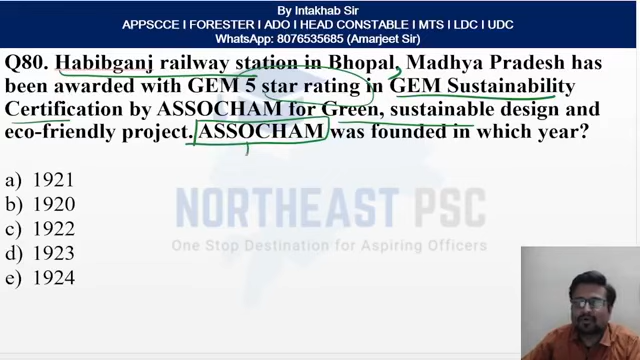 By Intakhab Sir
APPSCCE I FORESTER I ADO I HEAD CONSTABLE I MTS I LDC I UDC
WhatsApp: 8076535685 (Amarjeet Sir)
Q80. Habibganj railway station in Bhopal, Madhya Pradesh has
been awarded with GEM 5 star rating in GEM Sustainability
Certification by ASSOCHAM for Green, sustainable design and
eco-friendly project. ASSOCHAM was founded in which year?
a) 1921
b) 1920
c) 1922
d) 1923
e) 1924
NORTHEAST PSC
One Stop Destination for Aspiring Officers